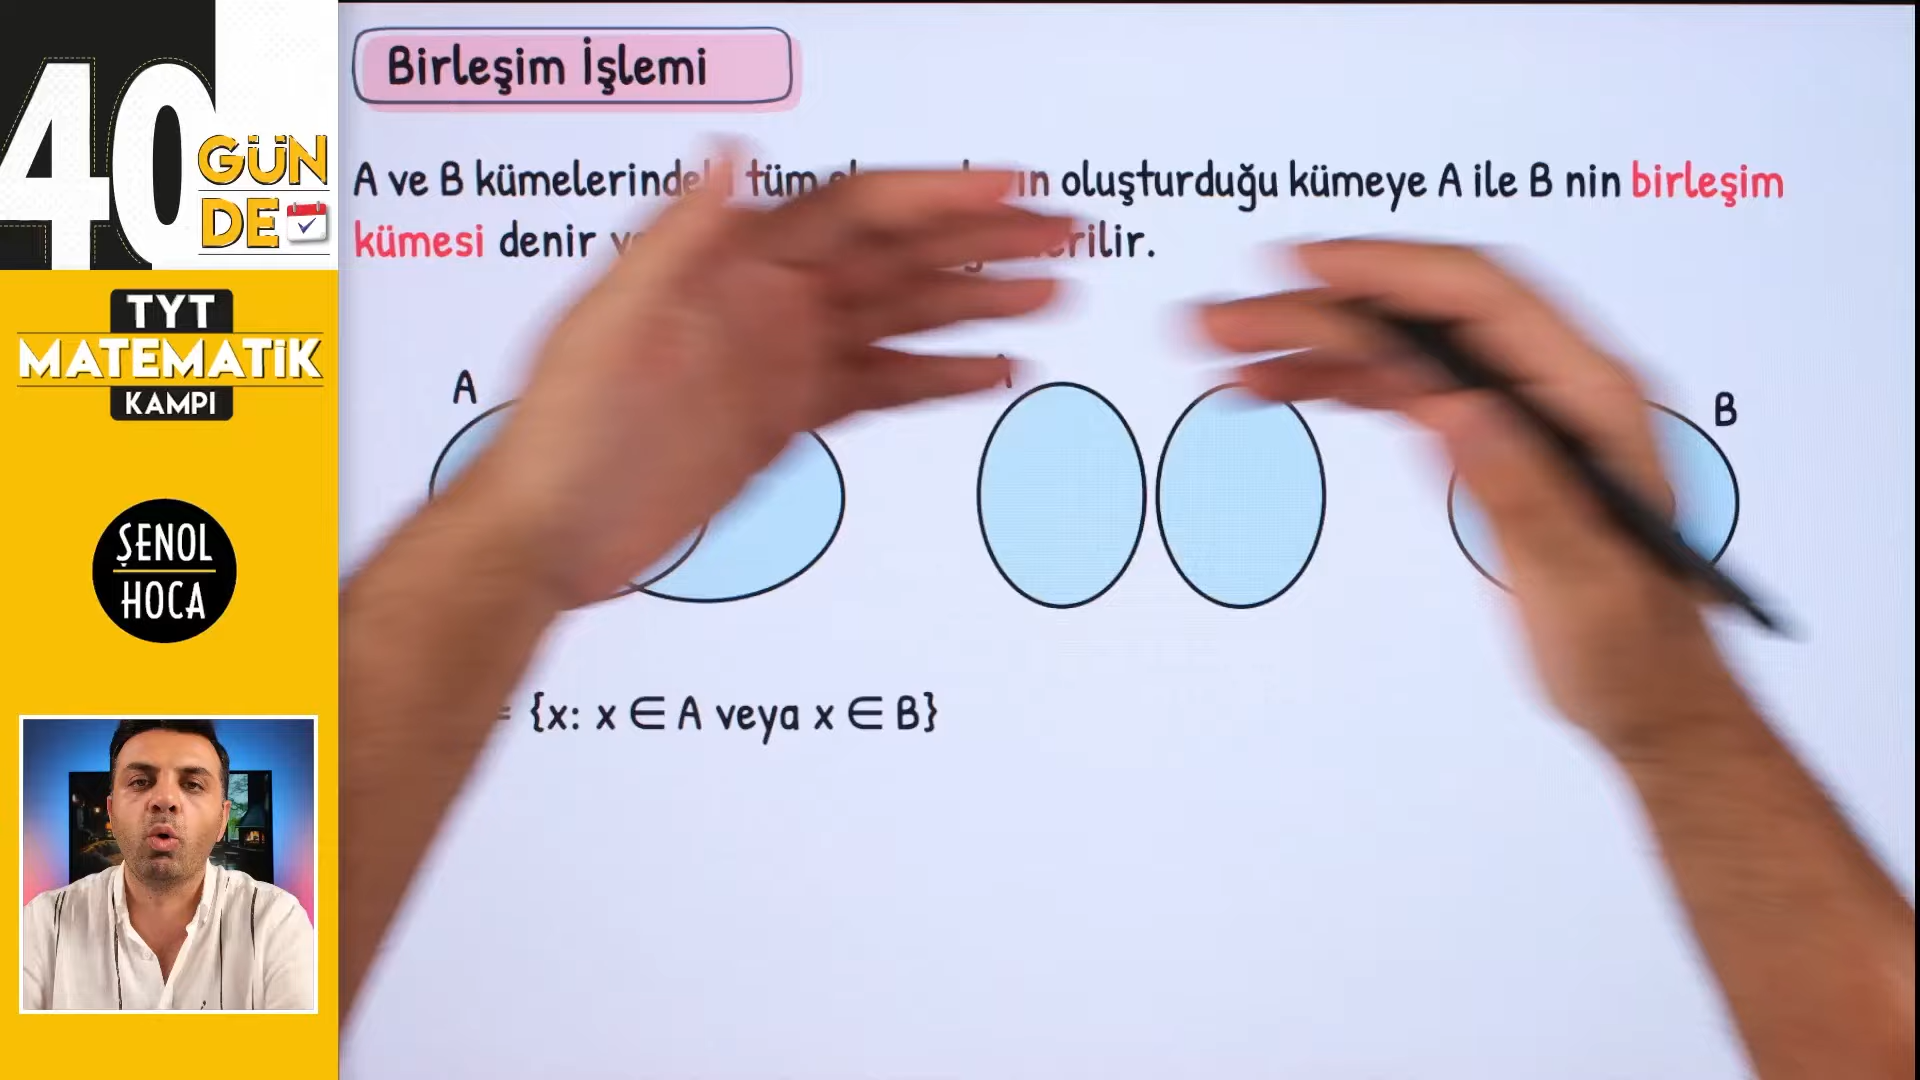 40
GÜN
DE
TYT
MATEMATİK
KAMPI
ŞENOL
HOCA
Birleşim İşlemi
A ve B kümelerinde tüm oluşturduğu kümeye A ile B nin birleşim
kümesi denir
A
B
= {x: x ∈ A veya x ∈ B}